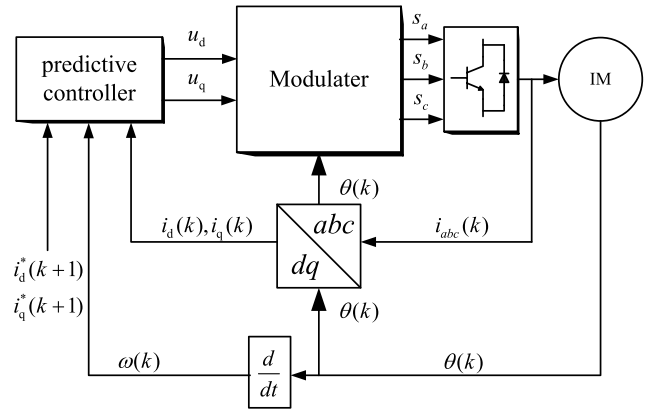 predictive
controller
u_d
u_q
Modulater
s_a
s_b
s_c
IM
θ(k)
i_d(k), i_q(k)
abc
dq
i_abc(k)
i_d^*(k+1)
i_q^*(k+1)
θ(k)
ω(k)
d
dt
θ(k)